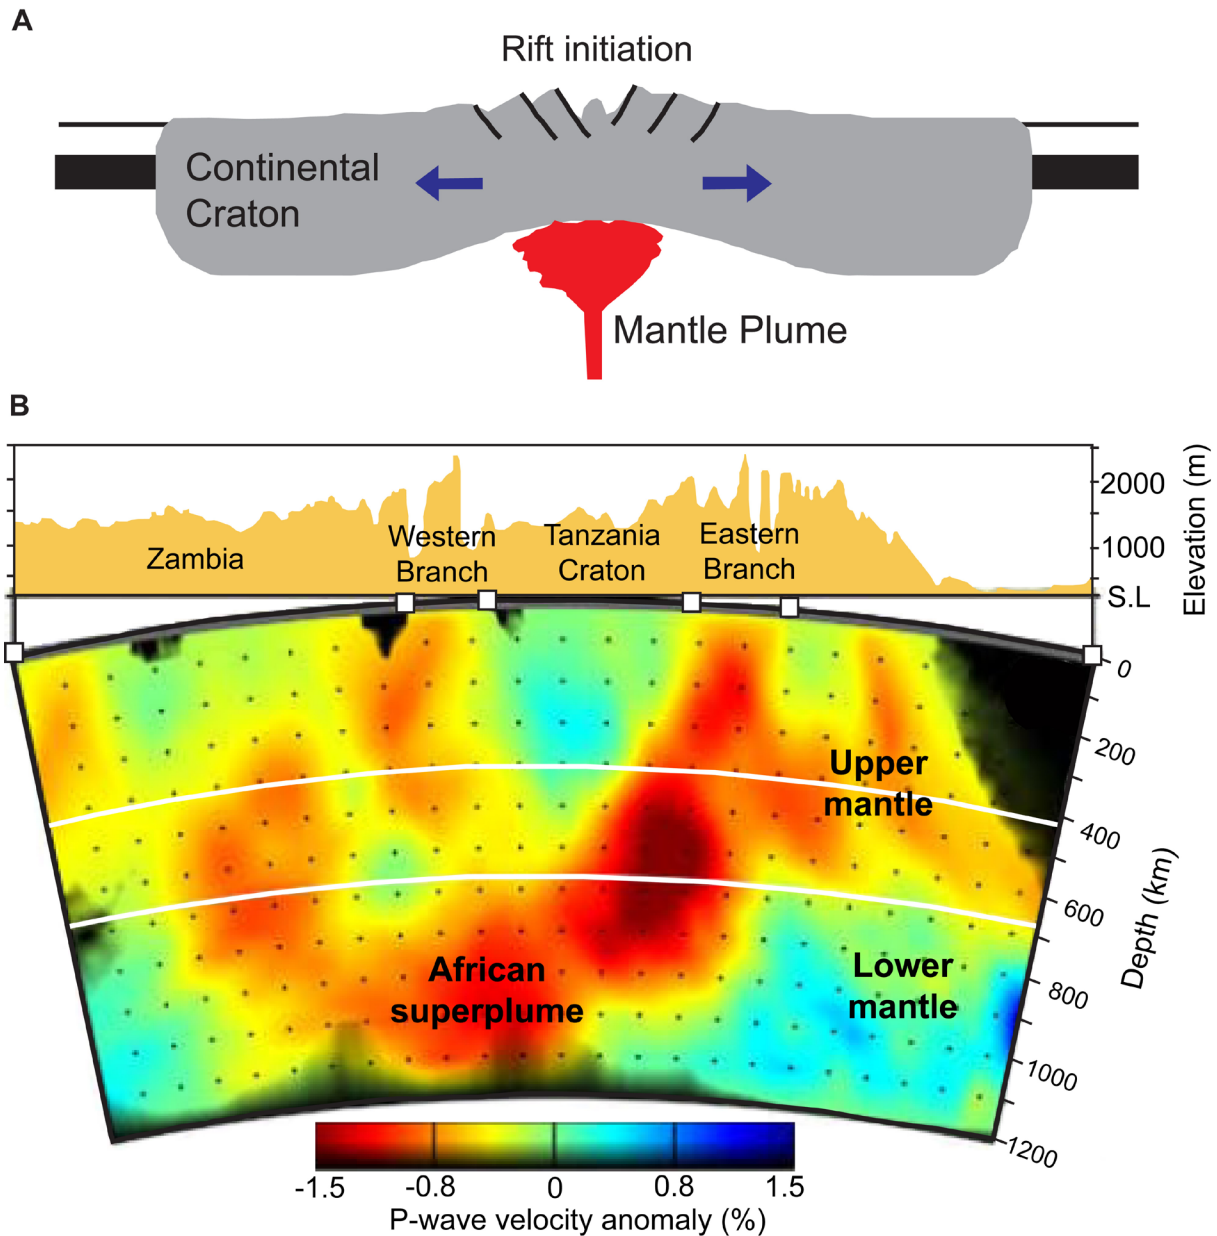 A
Rift initiation
Continental
Craton
Mantle Plume
B
2000
1000
S.L
Elevation (m)
Zambia
Western
Branch
Tanzania
Craton
Eastern
Branch
0
200
400
600
800
1000
1200
Depth (km)
Upper
mantle
African
superplume
Lower
mantle
-1.5 -0.8 0 0.8 1.5
P-wave velocity anomaly (%)